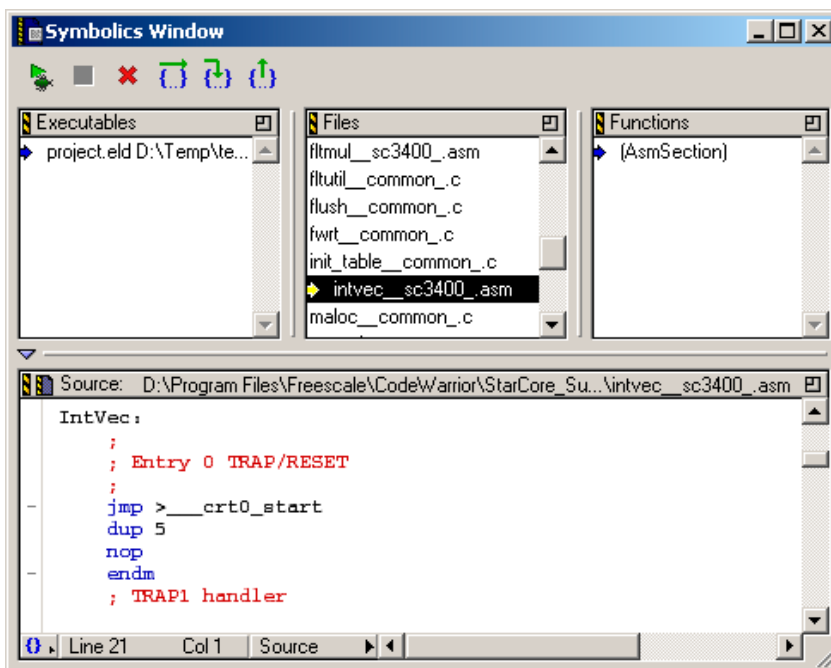 Symbolics Window
Executables
project.eld D:\Temp\te...
Files
fltmul__sc3400_.asm
fltutil__common_.c
flush__common_.c
fwrt__common_.c
init_table__common_.c
intvec__sc3400_.asm
maloc__common_.c
Functions
(AsmSection)
Source: D:\Program Files\Freescale\CodeWarrior\StarCore_Su...\intvec__sc3400_.asm
IntVec:
;
; Entry 0 TRAP/RESET
;
jmp >___crt0_start
dup 5
nop
endm
; TRAP1 handler
Line 21 Col 1 Source